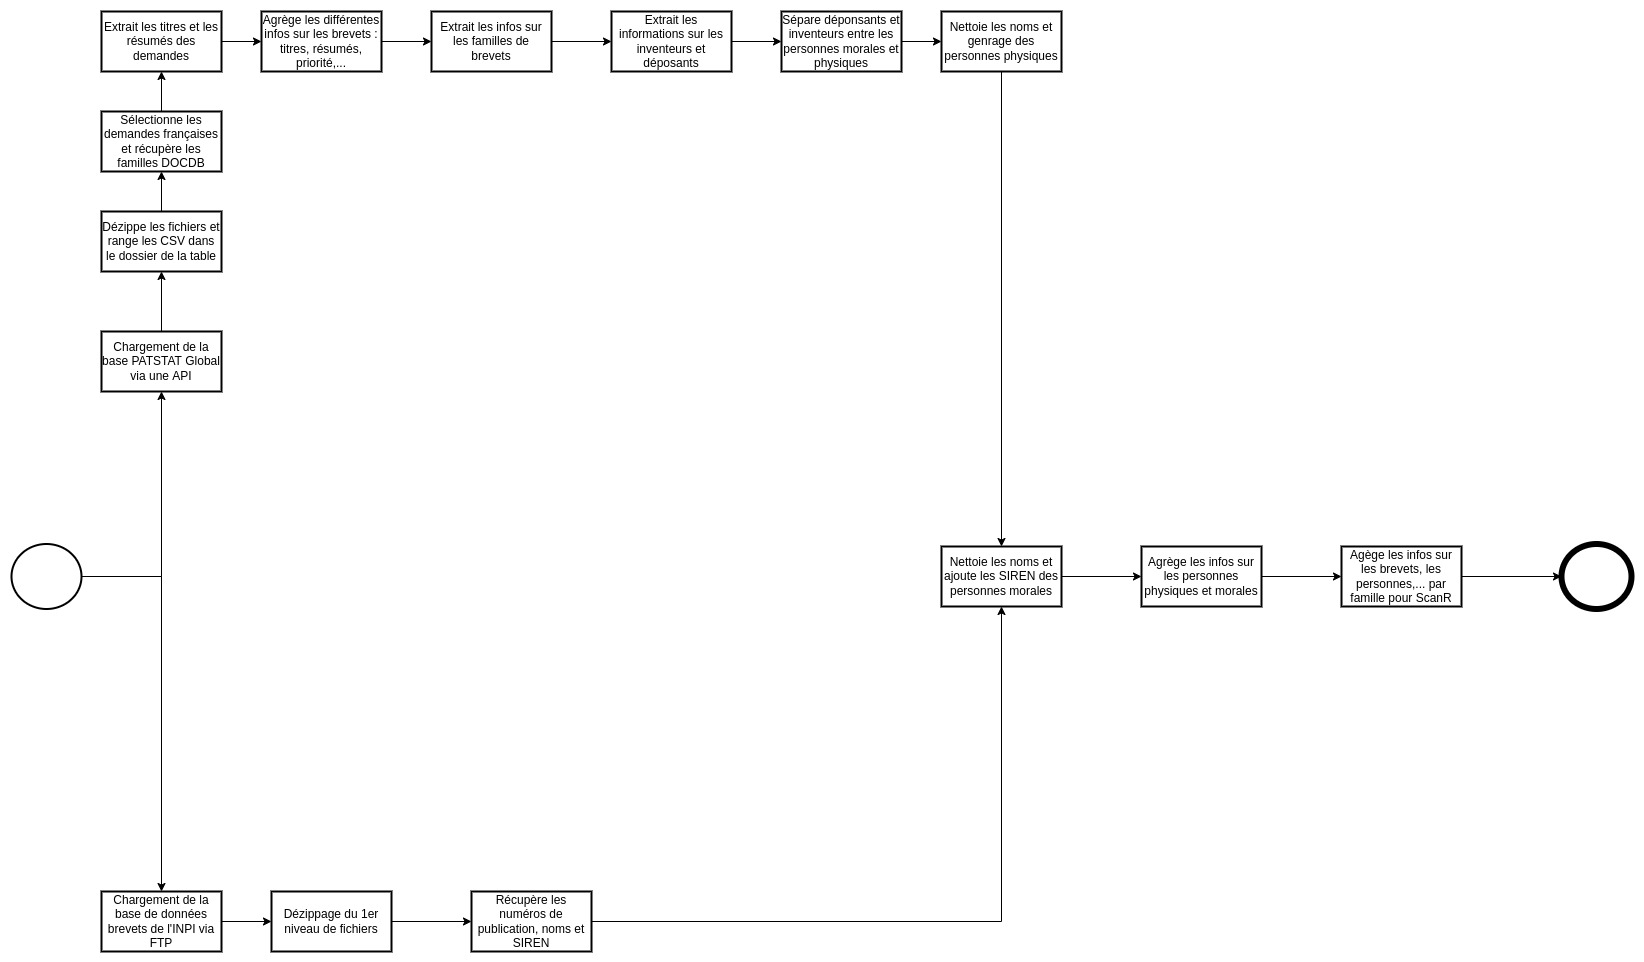 Extrait les titres et les
résumés des
demandes
Agrège les différentes
infos sur les brevets :
titres, résumés,
priorité,...
Extrait les infos sur
les familles de
brevets
Extrait les
informations sur les
inventeurs et
déposants
Sépare déponsants et
inventeurs entre les
personnes morales et
physiques
Nettoie les noms et
genrage des
personnes physiques
Sélectionne les
demandes françaises
et récupère les
familles DOCDB
Dézippe les fichiers et
range les CSV dans
le dossier de la table
Chargement de la
base PATSTAT Global
via une API
Nettoie les noms et
ajoute les SIREN des
personnes morales
Agrège les infos sur
les personnes
physiques et morales
Agège les infos sur
les brevets, les
personnes,... par
famille pour ScanR
Chargement de la
base de données
brevets de l'INPI via
FTP
Dézippage du 1er
niveau de fichiers
Récupère les
numéros de
publication, noms et
SIREN